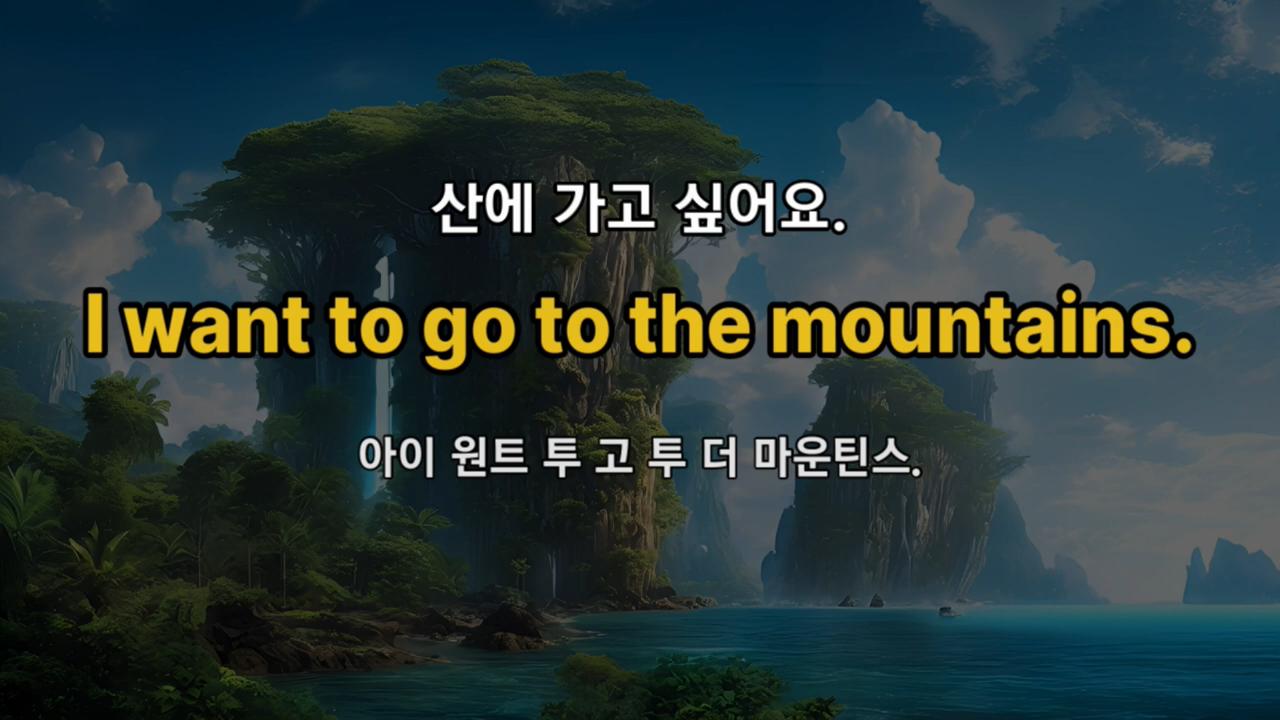 산에 가고 싶어요.
I want to go to the mountains.
아이 원트 투 고 투 더 마운틴스.